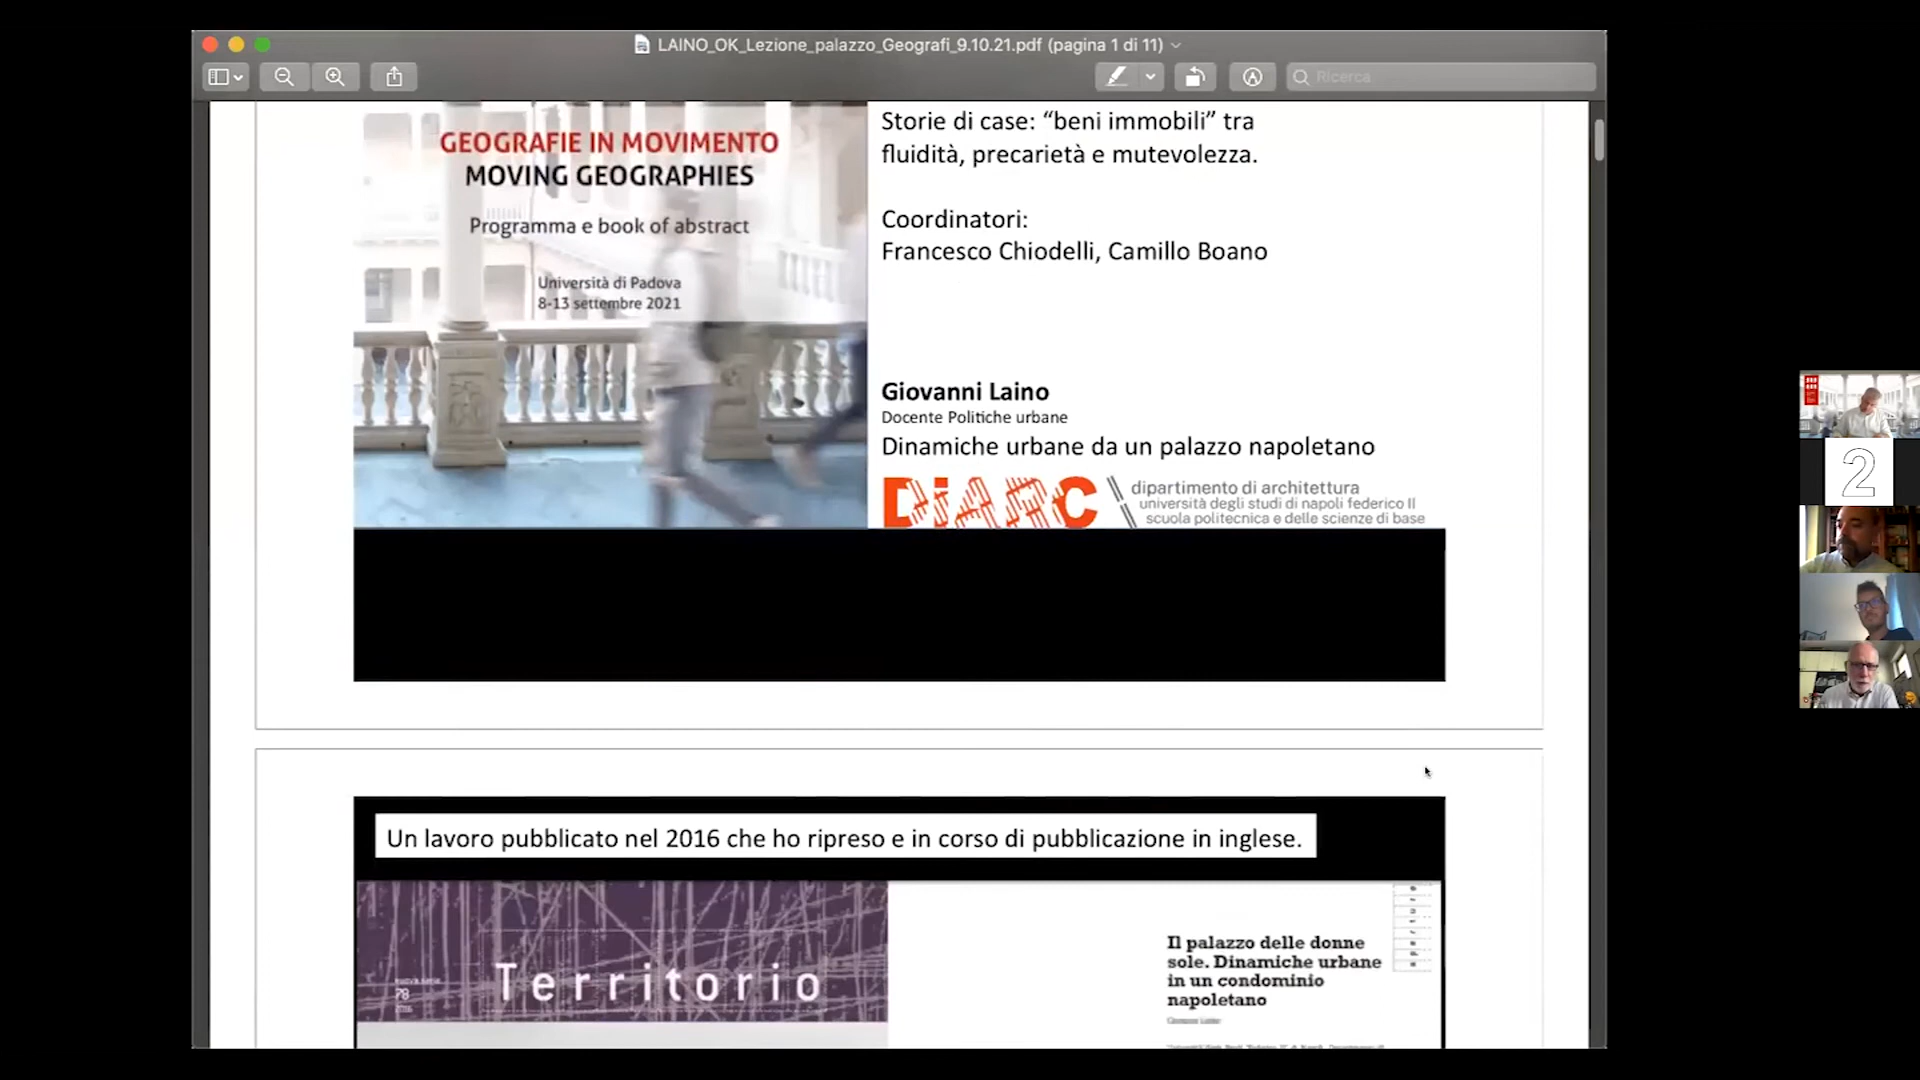 LAINO_OK_Lezione_palazzo_Geografi_9.10.21.pdf (pagina 1 di 11)
Ricerca
GEOGRAFIE IN MOVIMENTO
MOVING GEOGRAPHIES
Programma e book of abstract
Università di Padova
8-13 settembre 2021
Storie di case: “beni immobili” tra
fluidità, precarietà e mutevolezza.
Coordinatori:
Francesco Chiodelli, Camillo Boano
Giovanni Laino
Docente Politiche urbane
Dinamiche urbane da un palazzo napoletano
DiARC
dipartimento di architettura
università degli studi di napoli federico II
scuola politecnica e delle scienze di base
2
Un lavoro pubblicato nel 2016 che ho ripreso e in corso di pubblicazione in inglese.
Territorio
78
Il palazzo delle donne
sole. Dinamiche urbane
in un condominio
napoletano